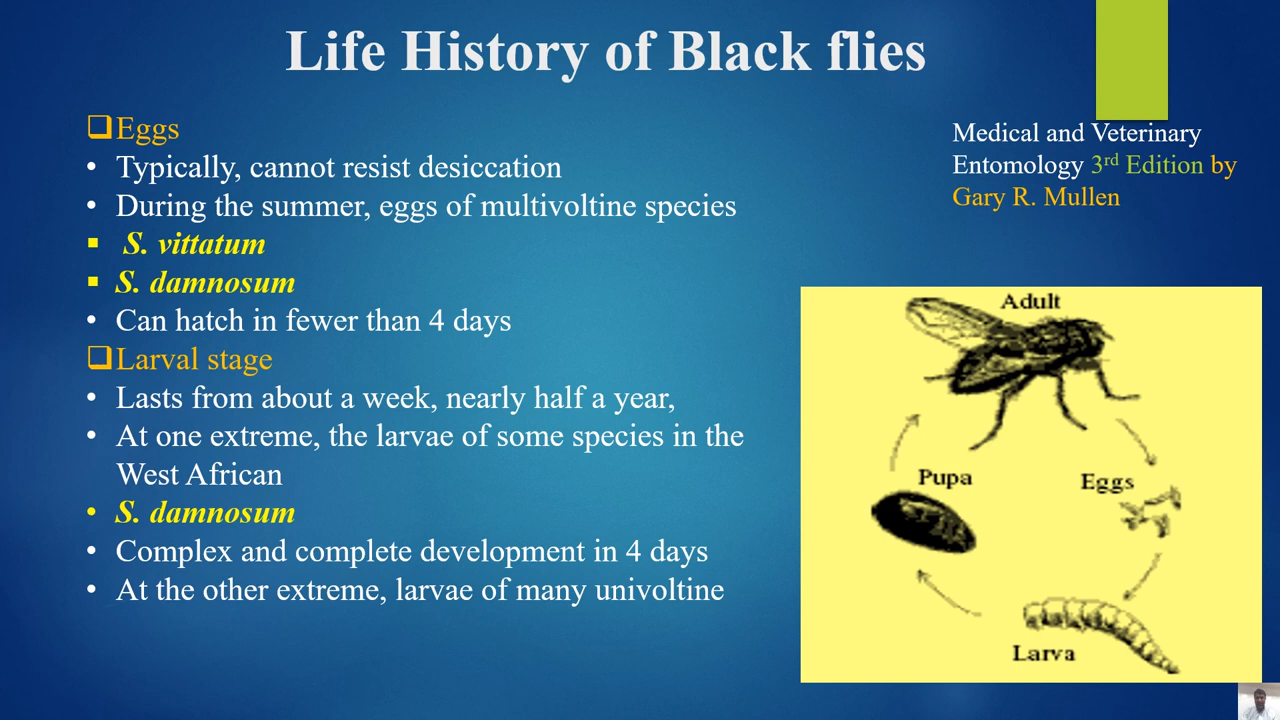 Life History of Black flies
Eggs
• Typically, cannot resist desiccation
• During the summer, eggs of multivoltine species
▪ S. vittatum
▪ S. damnosum
• Can hatch in fewer than 4 days
Larval stage
• Lasts from about a week, nearly half a year,
• At one extreme, the larvae of some species in the
West African
• S. damnosum
• Complex and complete development in 4 days
• At the other extreme, larvae of many univoltine
Medical and Veterinary
Entomology 3rd Edition by
Gary R. Mullen
Adult
Pupa
Eggs
Larva